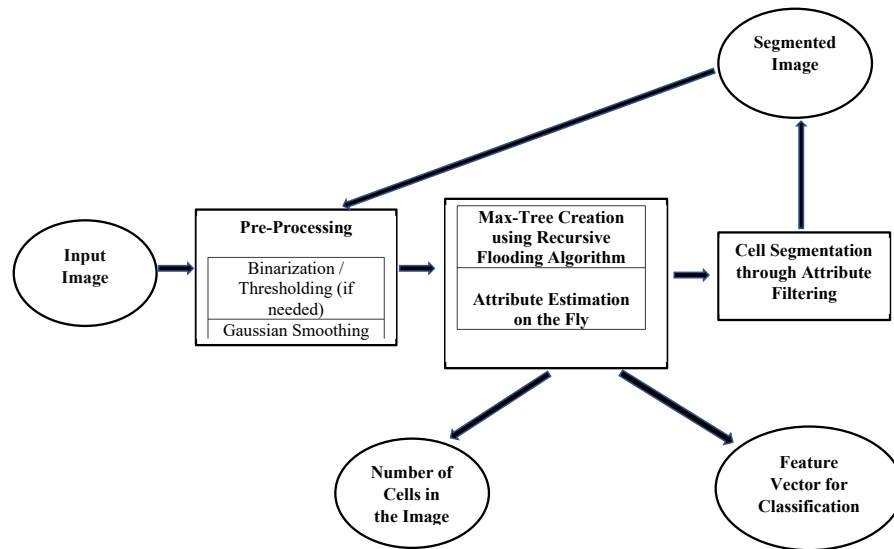 Segmented
Image
Input
Image
Pre-Processing
Binarization /
Thresholding (if
needed)
Gaussian Smoothing
Max-Tree Creation
using Recursive
Flooding Algorithm
Attribute Estimation
on the Fly
Cell Segmentation
through Attribute
Filtering
Number of
Cells in
the Image
Feature
Vector for
Classification